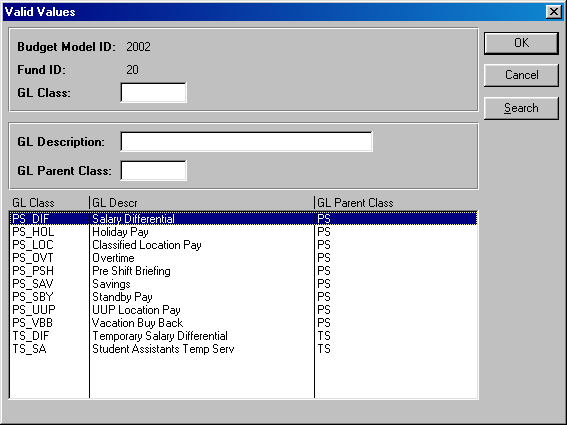 Valid Values
Budget Model ID: 2002
OK
Fund ID: 20
Cancel
GL Class:
Search
GL Description:
GL Parent Class:
GL Class GL Descr GL Parent Class
PS_DIF Salary Differential PS
PS_HOL Holiday Pay PS
PS_LOC Classified Location Pay PS
PS_OVT Overtime PS
PS_PSH Pre Shift Briefing PS
PS_SAV Savings PS
PS_SBY Standby Pay PS
PS_UUP UUP Location Pay PS
PS_VBB Vacation Buy Back PS
TS_DIF Temporary Salary Differential TS
TS_SA Student Assistants Temp Serv TS